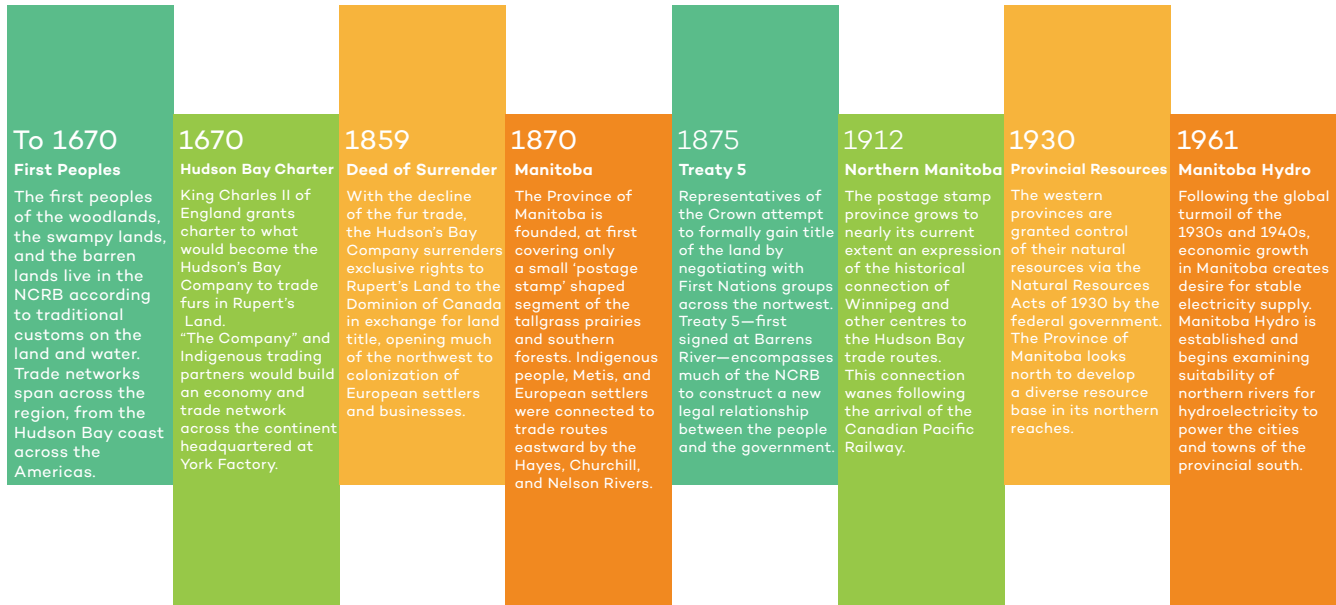 To 1670
First Peoples
The first peoples
of the woodlands,
the swampy lands,
and the barren
lands live in the
NCRB according
to traditional
customs on the
land and water.
Trade networks
span across the
region, from the
Hudson Bay coast
across the
Americas.
1670
Hudson Bay Charter
King Charles II of
England grants
charter to what
would become the
Hudson's Bay
Company to trade
furs in Rupert's
Land.
“The Company” and
Indigenous trading
partners would build
an economy and
trade network
across the continent
headquartered at
York Factory.
1859
Deed of Surrender
With the decline
of the fur trade,
the Hudson's Bay
Company surrenders
exclusive rights to
Rupert's Land to the
Dominion of Canada
in exchange for land
title, opening much
of the northwest to
colonization of
European settlers
and businesses.
1870
Manitoba
The Province of
Manitoba is
founded, at first
covering only
a small ‘postage
stamp’ shaped
segment of the
tallgrass prairies
and southern
forests. Indigenous
people, Metis, and
European settlers
were connected to
trade routes
eastward by the
Hayes, Churchill,
and Nelson Rivers.
1875
Treaty 5
Representatives of
the Crown attempt
to formally gain title
of the land by
negotiating with
First Nations groups
across the nortwest.
Treaty 5—first
signed at Barrens
River—encompasses
much of the NCRB
to construct a new
legal relationship
between the people
and the government.
1912
Northern Manitoba
The postage stamp
province grows to
nearly its current
extent an expression
of the historical
connection of
Winnipeg and
other centres to
the Hudson Bay
trade routes.
This connection
wanes following
the arrival of the
Canadian Pacific
Railway.
1930
Provincial Resources
The western
provinces are
granted control
of their natural
resources via the
Natural Resources
Acts of 1930 by the
federal government.
The Province of
Manitoba looks
north to develop
a diverse resource
base in its northern
reaches.
1961
Manitoba Hydro
Following the global
turmoil of the
1930s and 1940s,
economic growth
in Manitoba creates
desire for stable
electricity supply.
Manitoba Hydro is
established and
begins examining
suitability of
northern rivers for
hydroelectricity to
power the cities
and towns of the
provincial south.